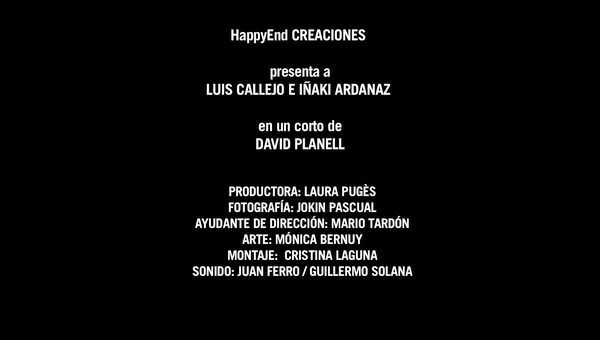 HappyEnd CREACIONES
presenta a
LUIS CALLEJO E IÑAKI ARDANAZ
en un corto de
DAVID PLANELL
PRODUCTORA: LAURA PUGÈS
FOTOGRAFÍA: JOKIN PASCUAL
AYUDANTE DE DIRECCIÓN: MARIO TARDÓN
ARTE: MÓNICA BERNUY
MONTAJE:  CRISTINA LAGUNA
SONIDO: JUAN FERRO / GUILLERMO SOLANA